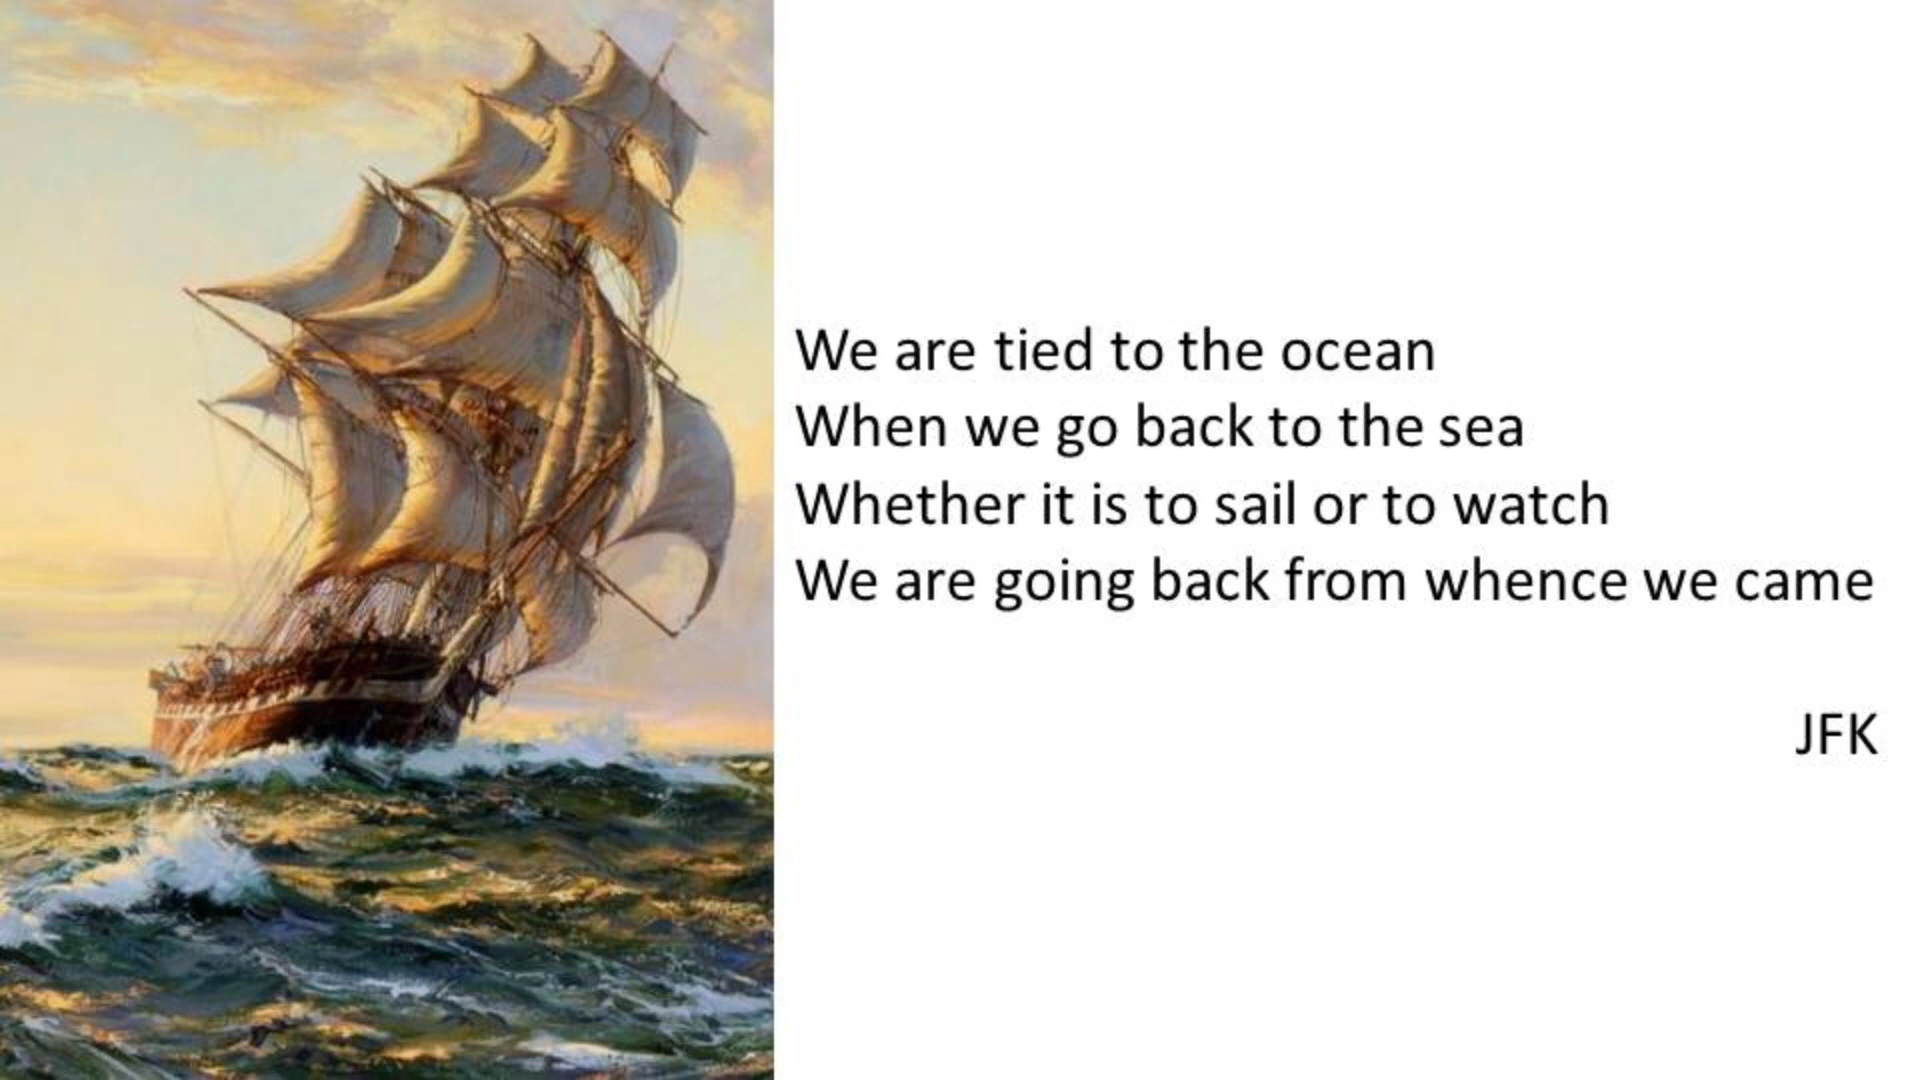 We are tied to the ocean
When we go back to the sea
Whether it is to sail or to watch
We are going back from whence we came
JFK